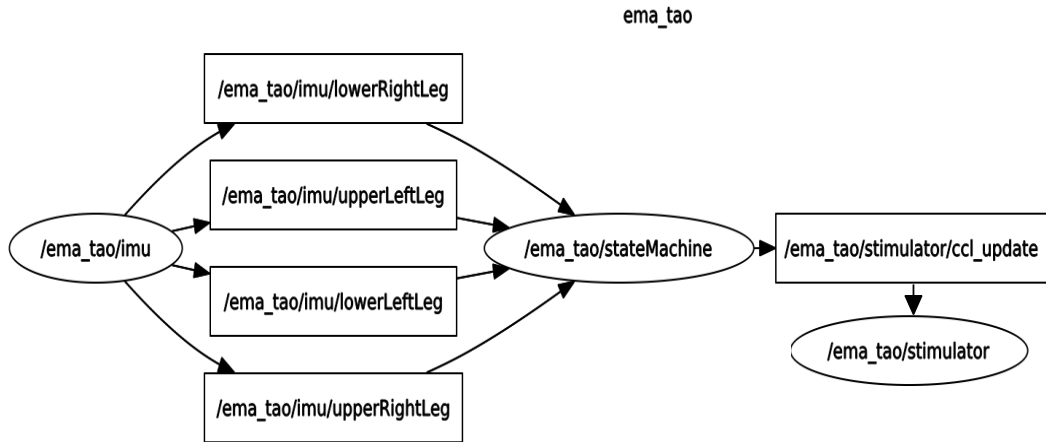 ema_tao
/ema_tao/imu/lowerRightLeg
/ema_tao/imu/upperLeftLeg
/ema_tao/imu
/ema_tao/stateMachine
/ema_tao/stimulator/ccl_update
/ema_tao/imu/lowerLeftLeg
/ema_tao/stimulator
/ema_tao/imu/upperRightLeg